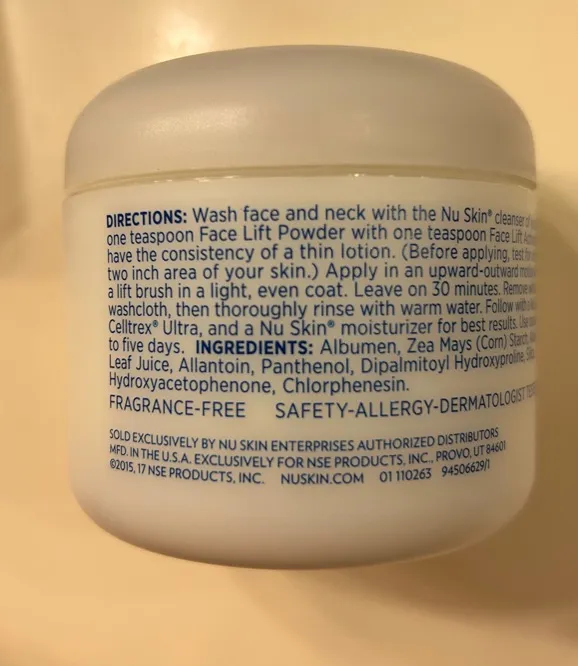 DIRECTIONS: Wash face and neck with the Nu Skin® cleanser
one teaspoon Face Lift Powder with one teaspoon Face Lift
have the consistency of a thin lotion. (Before applying, test
two inch area of your skin.) Apply in an upward-outward
a lift brush in a light, even coat. Leave on 30 minutes. Remove
washcloth, then thoroughly rinse with warm water. Follow with
Celltrex® Ultra, and a Nu Skin® moisturizer for best results. Use
to five days. INGREDIENTS: Albumen, Zea Mays (Corn) Starch,
Leaf Juice, Allantoin, Panthenol, Dipalmitoyl Hydroxyproline,
Hydroxyacetophenone, Chlorphenesin.
FRAGRANCE-FREE SAFETY-ALLERGY-DERMATOLOGIST
SOLD EXCLUSIVELY BY NU SKIN ENTERPRISES AUTHORIZED DISTRIBUTORS
MFD. IN THE U.S.A. EXCLUSIVELY FOR NSE PRODUCTS, INC., PROVO, UT 84601
©2015, 17 NSE PRODUCTS, INC. NUSKIN.COM 01 110263 94506629/1